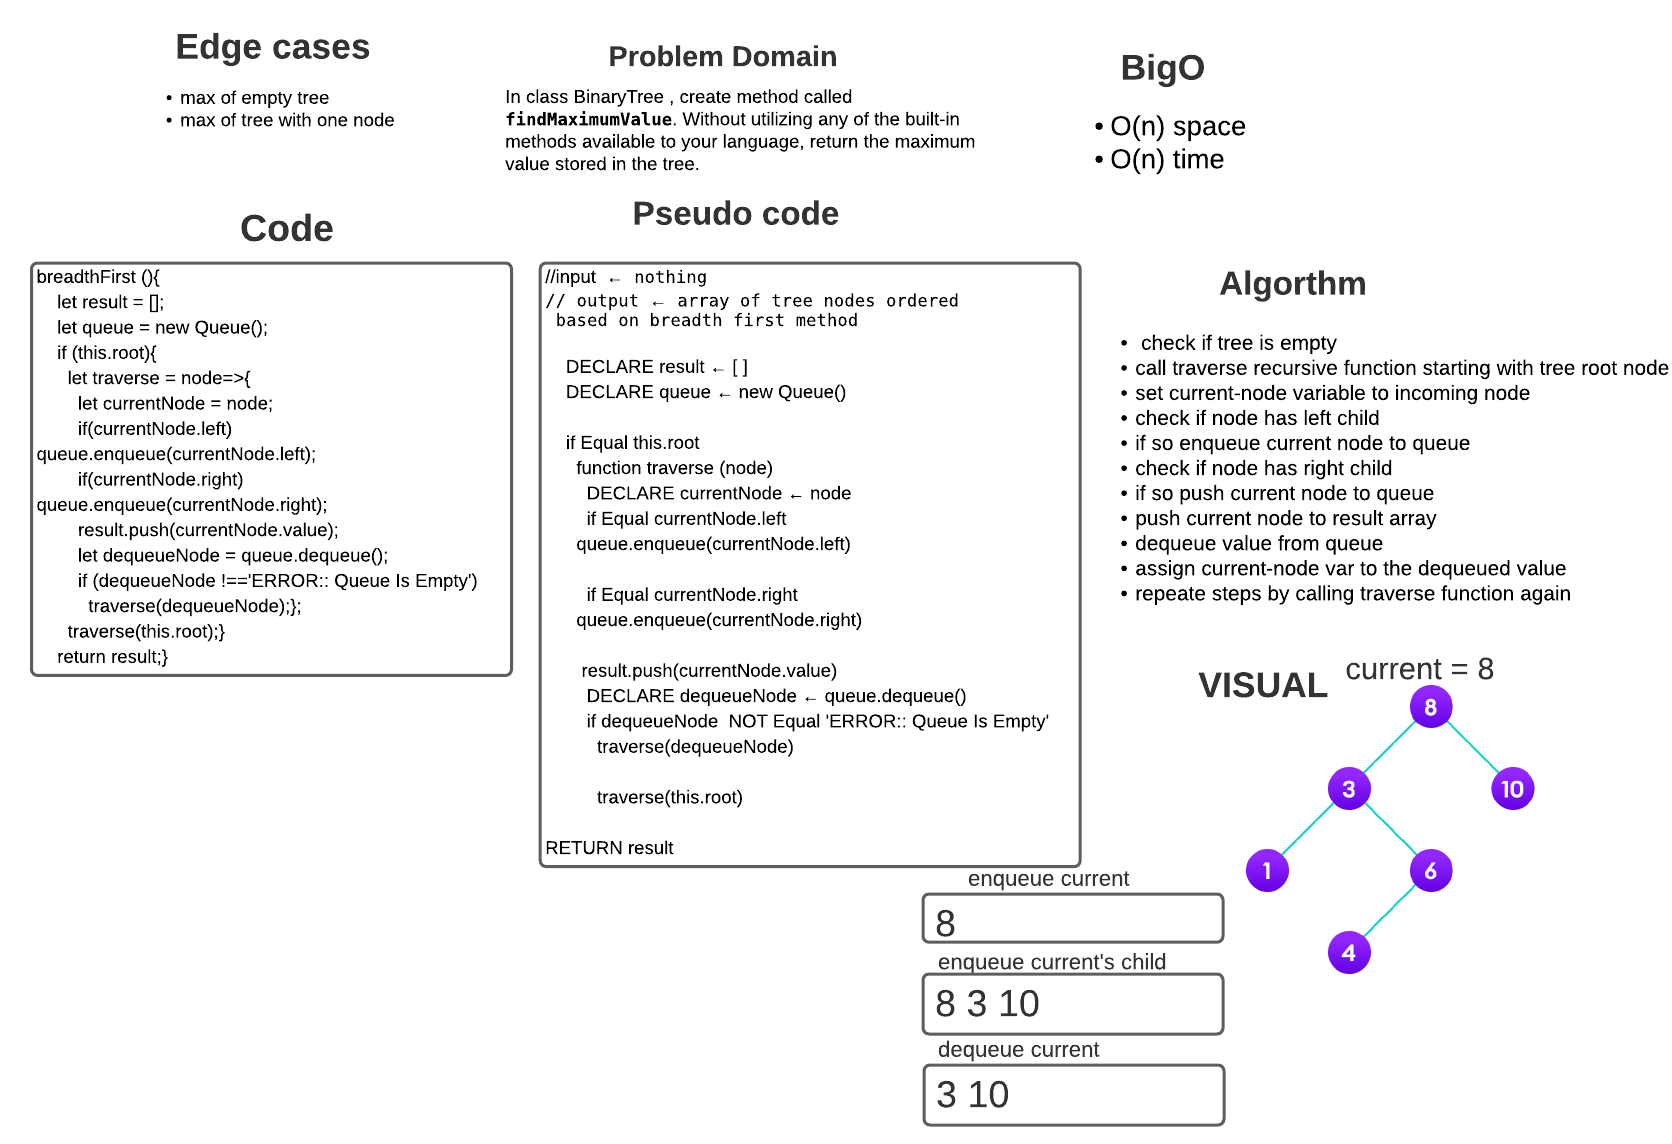 Edge cases
• max of empty tree
• max of tree with one node
Problem Domain
In class BinaryTree , create method called
findMaximumValue. Without utilizing any of the built-in
methods available to your language, return the maximum
value stored in the tree.
BigO
• O(n) space
• O(n) time
Code
breadthFirst (){
let result = [];
let queue = new Queue();
if (this.root){
let traverse = node=>{
let currentNode = node;
if(currentNode.left)
queue.enqueue(currentNode.left);
if(currentNode.right)
queue.enqueue(currentNode.right);
result.push(currentNode.value);
let dequeueNode = queue.dequeue();
if (dequeueNode !=='ERROR:: Queue Is Empty')
traverse(dequeueNode);};
traverse(this.root);}
return result;}
Pseudo code
//input ← nothing
// output ← array of tree nodes ordered
based on breadth first method
DECLARE result ← [ ]
DECLARE queue ← new Queue()
if Equal this.root
function traverse (node)
DECLARE currentNode ← node
if Equal currentNode.left
queue.enqueue(currentNode.left)
if Equal currentNode.right
queue.enqueue(currentNode.right)
result.push(currentNode.value)
DECLARE dequeueNode ← queue.dequeue()
if dequeueNode NOT Equal 'ERROR:: Queue Is Empty'
traverse(dequeueNode)
traverse(this.root)
RETURN result
Algorthm
• check if tree is empty
• call traverse recursive function starting with tree root node
• set current-node variable to incoming node
• check if node has left child
• if so enqueue current node to queue
• check if node has right child
• if so push current node to queue
• push current node to result array
• dequeue value from queue
• assign current-node var to the dequeued value
• repeat steps by calling traverse function again
VISUAL
current = 8
8
3
10
1
6
4
enqueue current
8
enqueue current's child
8 3 10
dequeue current
3 10